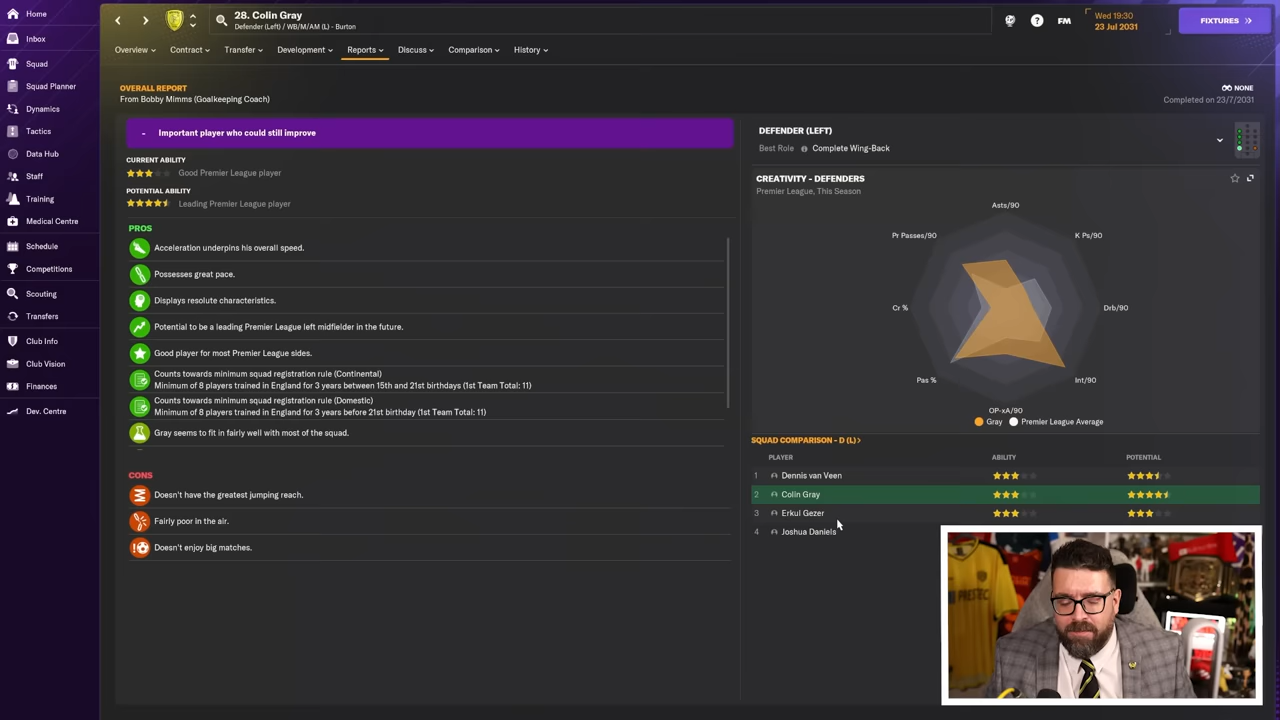 Home
Inbox
Squad
Squad Planner
Dynamics
Tactics
Data Hub
Staff
Training
Medical Centre
Schedule
Competitions
Scouting
Transfers
Club Info
Club Vision
Finances
Dev. Centre
28. Colin Gray
Defender (Left) / WB/M/AM (L) - Burton
FM
Wed 19:30
23 Jul 2031
FIXTURES
Overview
Contract
Transfer
Development
Reports
Discuss
Comparison
History
OVERALL REPORT
From Bobby Mimms (Goalkeeping Coach)
NONE
Completed on 23/7/2031
- Important player who could still improve
CURRENT ABILITY
Good Premier League player
POTENTIAL ABILITY
Leading Premier League player
PROS
Acceleration underpins his overall speed.
Possesses great pace.
Displays resolute characteristics.
Potential to be a leading Premier League left midfielder in the future.
Good player for most Premier League sides.
Counts towards minimum squad registration rule (Continental)
Minimum of 8 players trained in England for 3 years between 15th and 21st birthdays (1st Team Total: 11)
Counts towards minimum squad registration rule (Domestic)
Minimum of 8 players trained in England for 3 years before 21st birthday (1st Team Total: 11)
Gray seems to fit in fairly well with most of the squad.
CONS
Doesn't have the greatest jumping reach.
Fairly poor in the air.
Doesn't enjoy big matches.
DEFENDER (LEFT)
Best Role Complete Wing-Back
CREATIVITY - DEFENDERS
Premier League, This Season
Asts/90
Pr Passes/90
K Ps/90
Cr %
Drb/90
Pas %
Int/90
OP-xA/90
Gray
Premier League Average
SQUAD COMPARISON - D (L)>
PLAYER ABILITY POTENTIAL
1 Dennis van Veen
2 Colin Gray
3 Erkul Gezer
4 Joshua Daniels